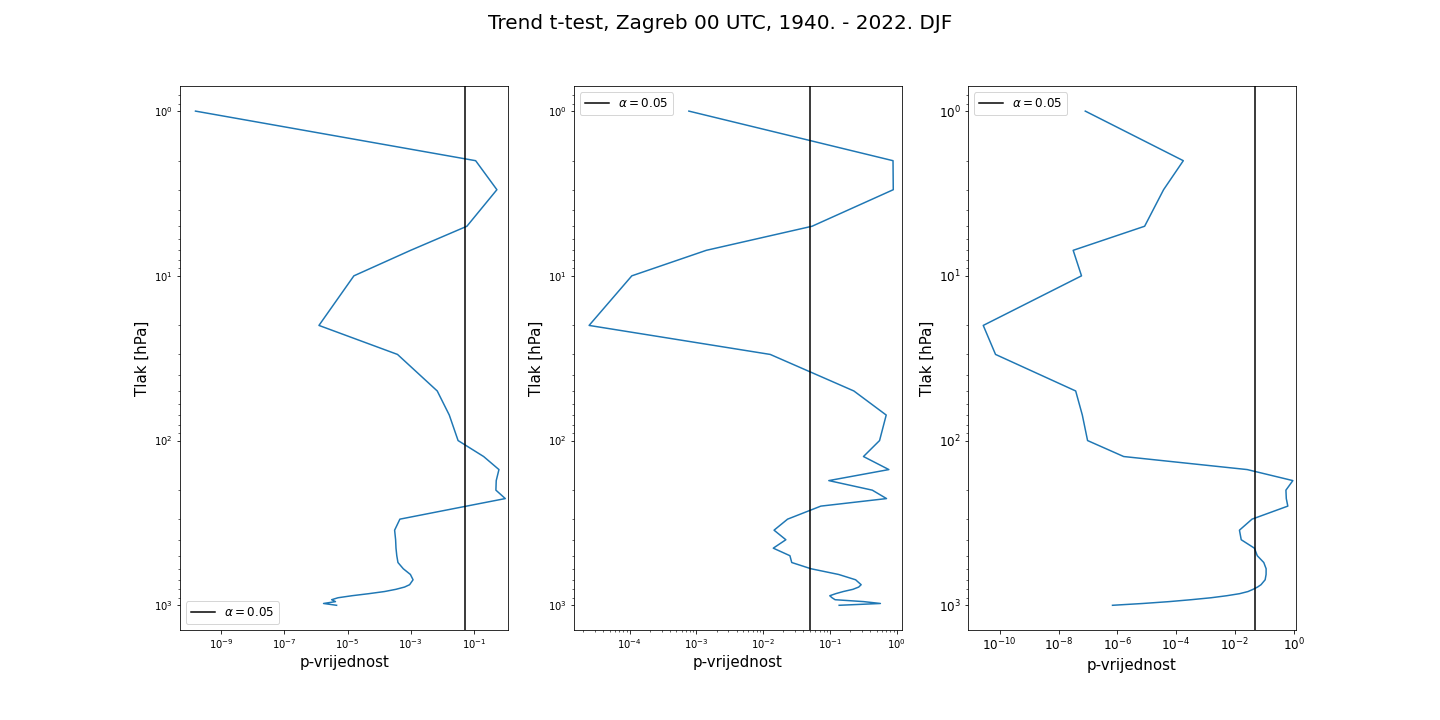 Trend t-test, Zagreb 00 UTC, 1940. - 2022. DJF
10⁰
10¹
10²
10³
Tlak [hPa]
α = 0.05
10⁻⁹
10⁻⁷
10⁻⁵
10⁻³
10⁻¹
p-vrijednost
α = 0.05
10⁰
10¹
10²
10³
Tlak [hPa]
10⁻⁴
10⁻³
10⁻²
10⁻¹
10⁰
p-vrijednost
α = 0.05
10⁰
10¹
10²
10³
Tlak [hPa]
10⁻¹⁰
10⁻⁸
10⁻⁶
10⁻⁴
10⁻²
10⁰
p-vrijednost